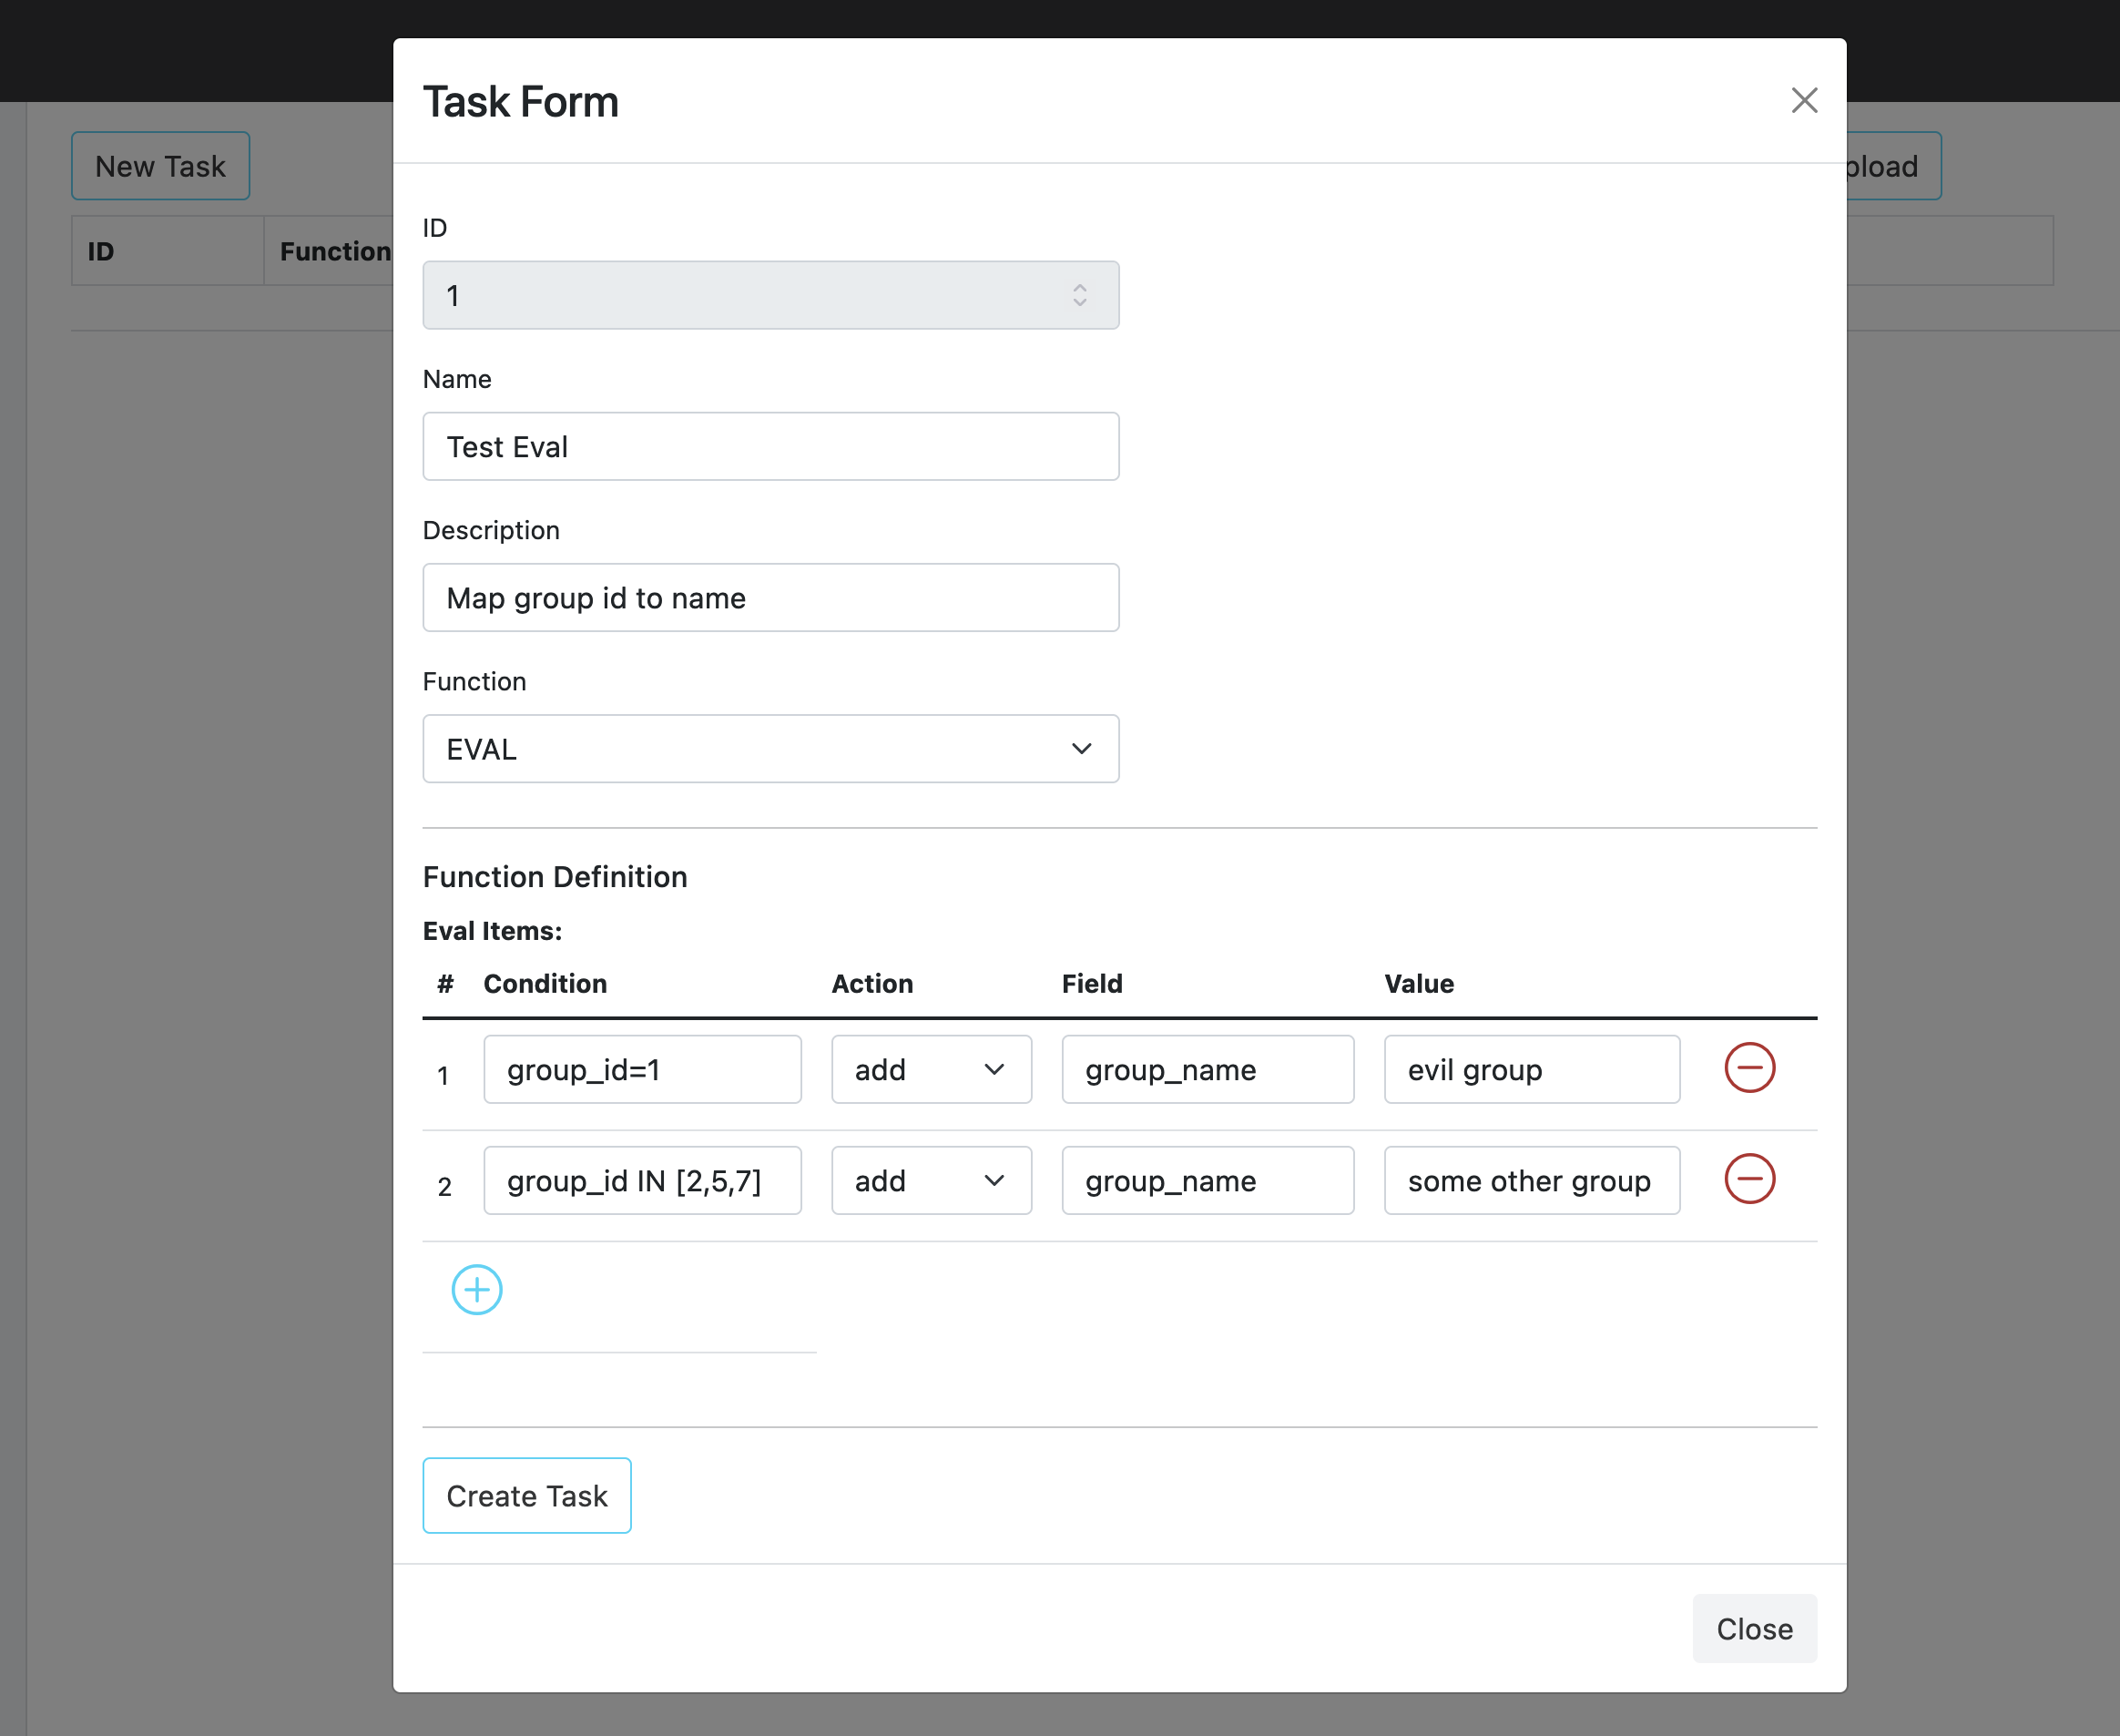 Task Form
New Task
ID Function
ID
1
Name
Test Eval
Description
Map group id to name
Function
EVAL
Function Definition
Eval Items:
# Condition Action Field Value
1 group_id=1 add group_name evil group
2 group_id IN [2,5,7] add group_name some other group
Create Task
Close